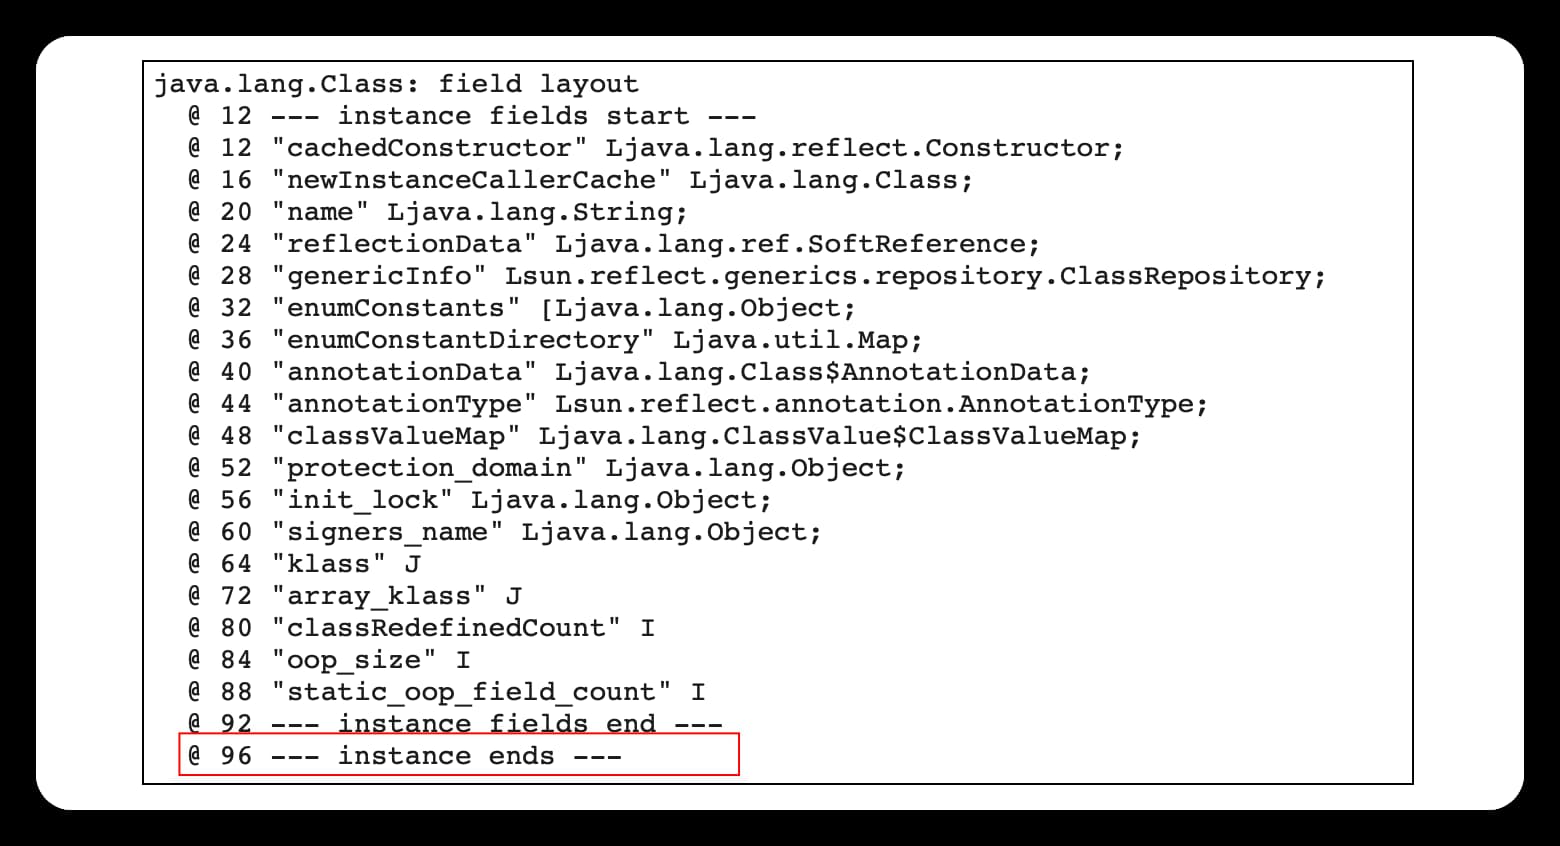 java.lang.Class: field layout
@ 12 --- instance fields start ---
@ 12 "cachedConstructor" Ljava.lang.reflect.Constructor;
@ 16 "newInstanceCallerCache" Ljava.lang.Class;
@ 20 "name" Ljava.lang.String;
@ 24 "reflectionData" Ljava.lang.ref.SoftReference;
@ 28 "genericInfo" Lsun.reflect.generics.repository.ClassRepository;
@ 32 "enumConstants" [Ljava.lang.Object;
@ 36 "enumConstantDirectory" Ljava.util.Map;
@ 40 "annotationData" Ljava.lang.Class$AnnotationData;
@ 44 "annotationType" Lsun.reflect.annotation.AnnotationType;
@ 48 "classValueMap" Ljava.lang.ClassValue$ClassValueMap;
@ 52 "protection_domain" Ljava.lang.Object;
@ 56 "init_lock" Ljava.lang.Object;
@ 60 "signers_name" Ljava.lang.Object;
@ 64 "klass" J
@ 72 "array_klass" J
@ 80 "classRedefinedCount" I
@ 84 "oop_size" I
@ 88 "static_oop_field_count" I
@ 92 --- instance fields end ---
@ 96 --- instance ends ---